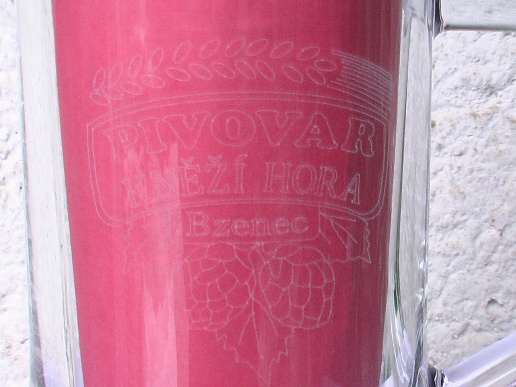 PIVOVAR
KNĚŽÍ HORA
Bzenec